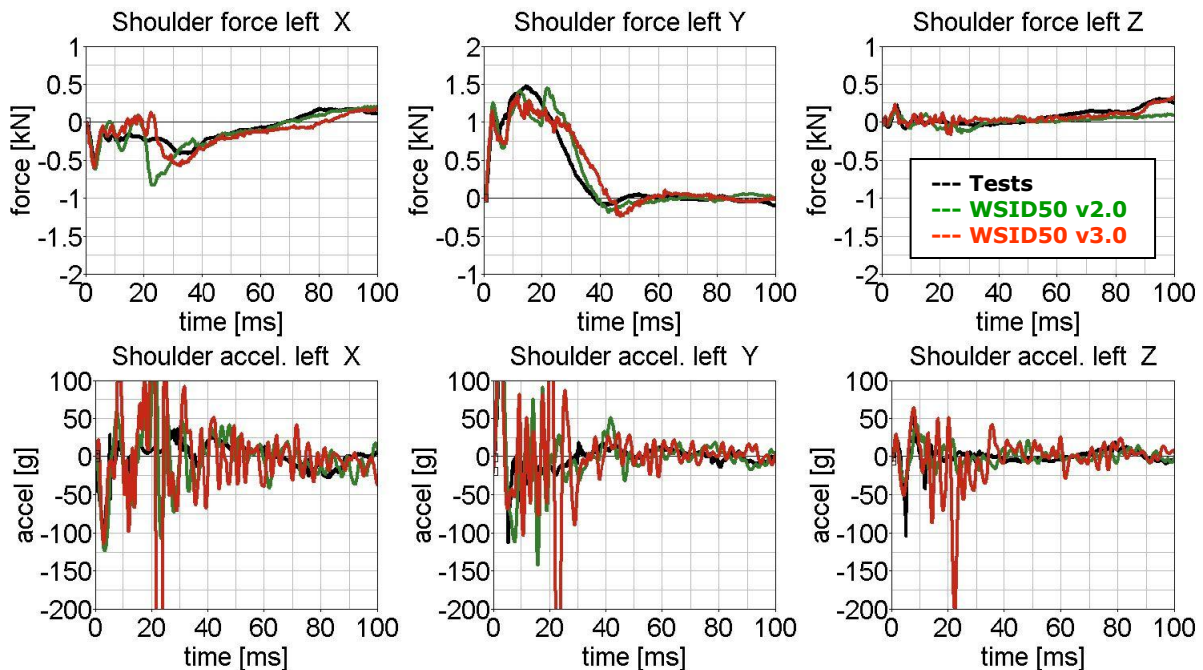 Shoulder force left X
Shoulder force left Y
Shoulder force left Z
force [kN]
1
0.5
0
-0.5
-1
-2
0 20 40 60 80 100
time [ms]
force [kN]
2
1.5
1
0.5
0
-0.5
-1
0 20 40 60 80 100
time [ms]
force [kN]
1
0.5
0
-0.5
-1
-2
0 20 40 60 80 100
time [ms]
--- Tests
--- WSID50 v2.0
--- WSID50 v3.0
Shoulder accel. left X
Shoulder accel. left Y
Shoulder accel. left Z
accel [g]
100
50
0
-50
-100
-150
-200
0 20 40 60 80 100
time [ms]
accel [g]
100
50
0
-50
-100
-150
-200
0 20 40 60 80 100
time [ms]
accel [g]
100
50
0
-50
-100
-150
-200
0 20 40 60 80 100
time [ms]